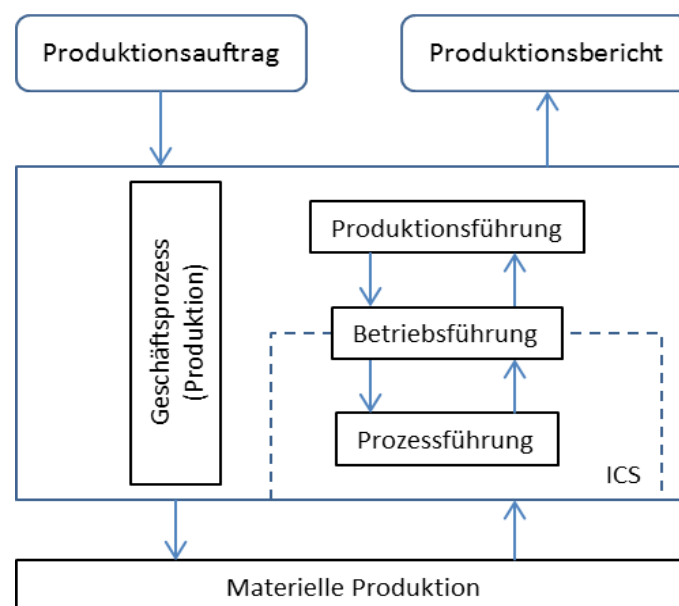 Produktionsauftrag
Produktionsbericht
Geschäftsprozess
(Produktion)
Produktionsführung
Betriebsführung
Prozessführung
ICS
Materielle Produktion